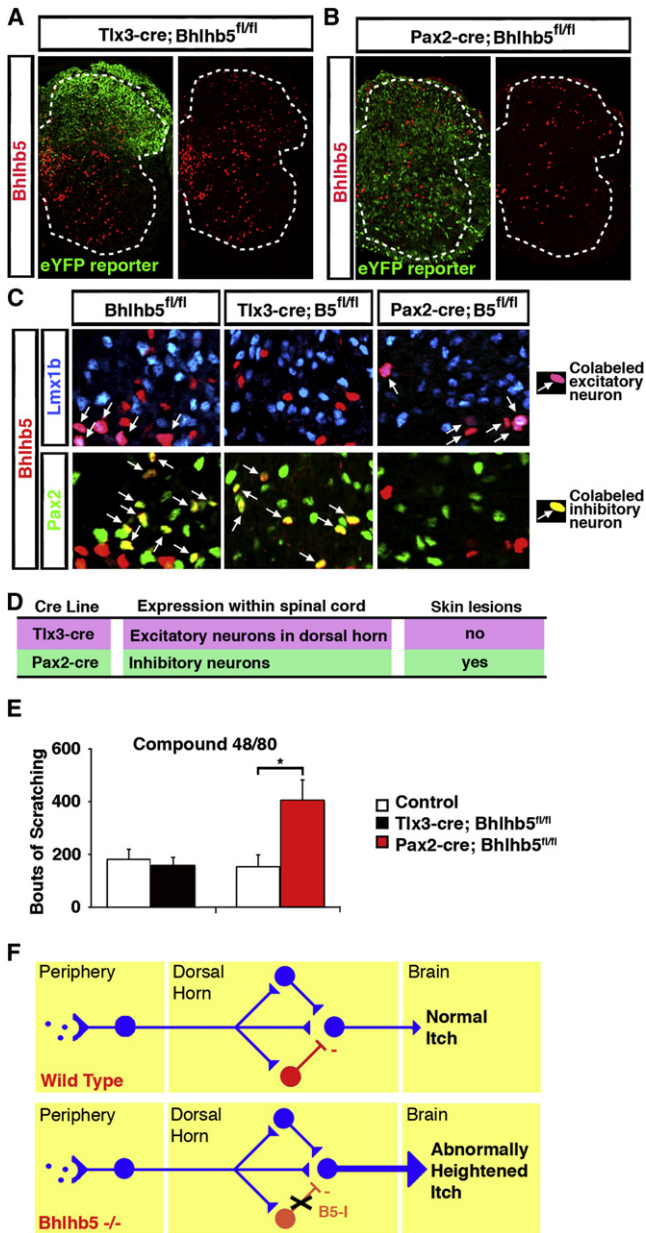 A
Tlx3-cre; Bhlhb5fl/fl
Bhlhb5
eYFP reporter
B
Pax2-cre; Bhlhb5fl/fl
Bhlhb5
eYFP reporter
C
Bhlhb5fl/fl
Tlx3-cre; B5fl/fl
Pax2-cre; B5fl/fl
Bhlhb5
Lmx1b
Pax2
Colabeled
excitatory
neuron
Colabeled
inhibitory
neuron
D
Cre Line Expression within spinal cord Skin lesions
Tlx3-cre Excitatory neurons in dorsal horn no
Pax2-cre Inhibitory neurons yes
E
Compound 48/80
Bouts of Scratching
600
400
200
0
*
Control
Tlx3-cre; Bhlhb5fl/fl
Pax2-cre; Bhlhb5fl/fl
F
Periphery
Dorsal
Horn
Brain
Normal
Itch
-
Wild Type
Periphery
Dorsal
Horn
Brain
Abnormally
Heightened
Itch
-
B5-I
Bhlhb5 -/-